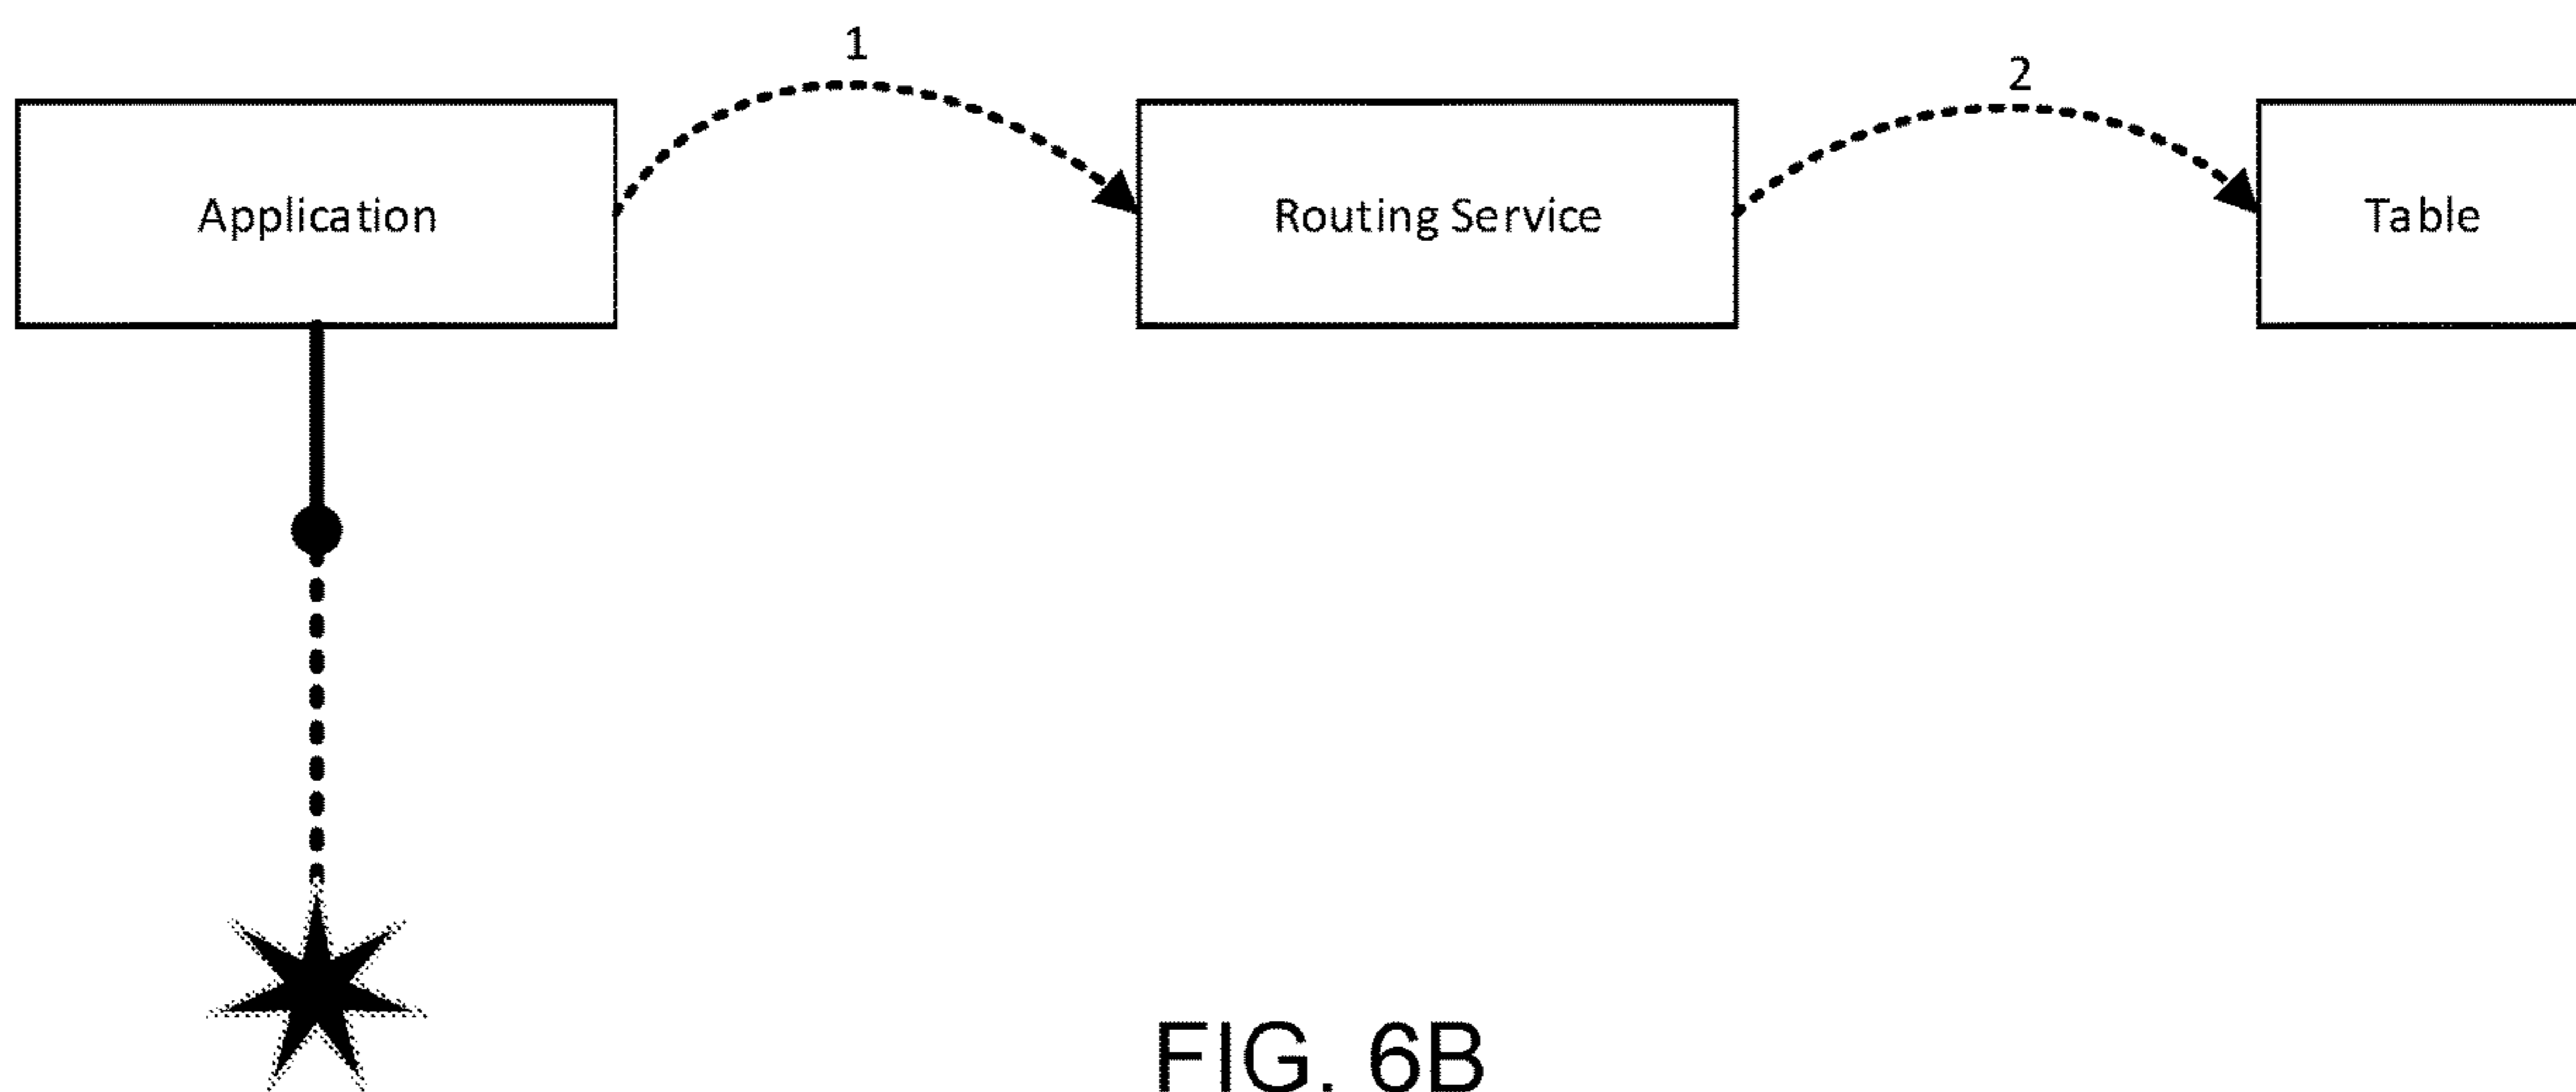 1
2
Application
Routing Service
Table
FIG. 6B